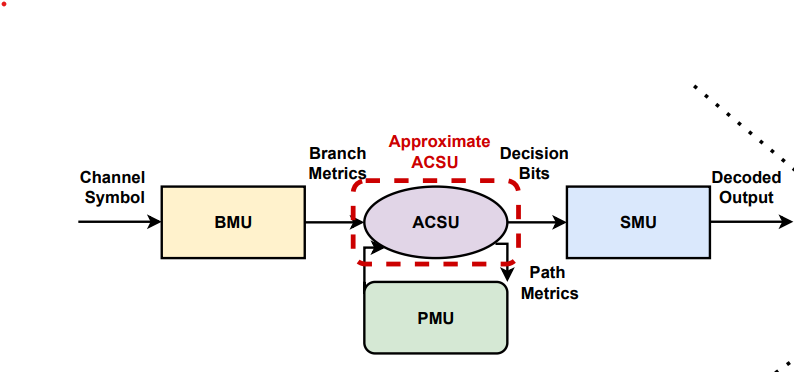 Channel
Symbol
BMU
Branch
Metrics
Approximate
ACSU
ACSU
Decision
Bits
SMU
Decoded
Output
Path
Metrics
PMU